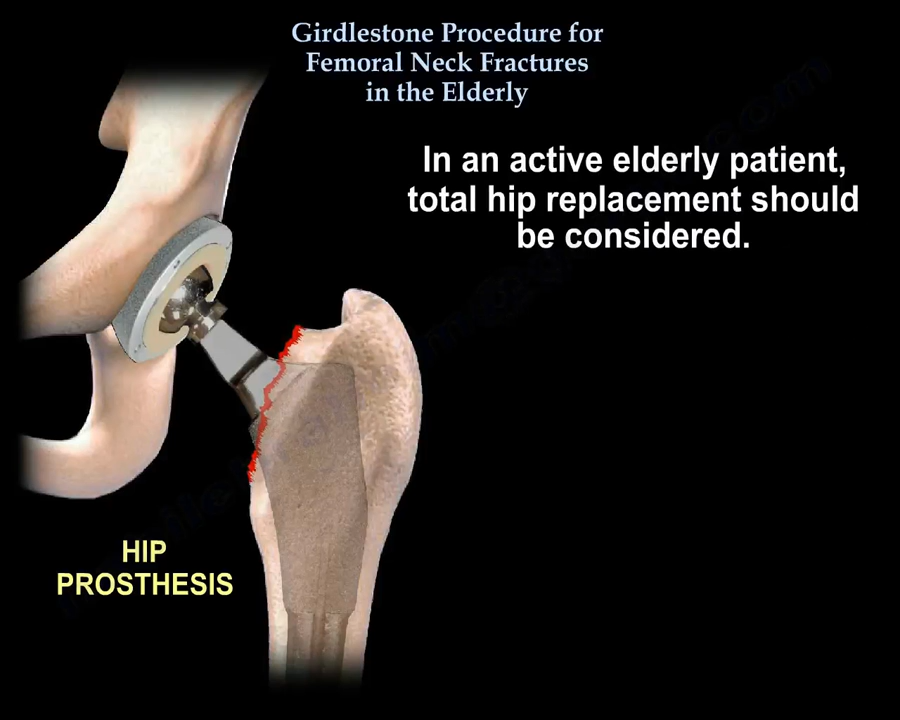 Girdlestone Procedure for
Femoral Neck Fractures
in the Elderly
In an active elderly patient,
total hip replacement should
be considered.
HIP
PROSTHESIS